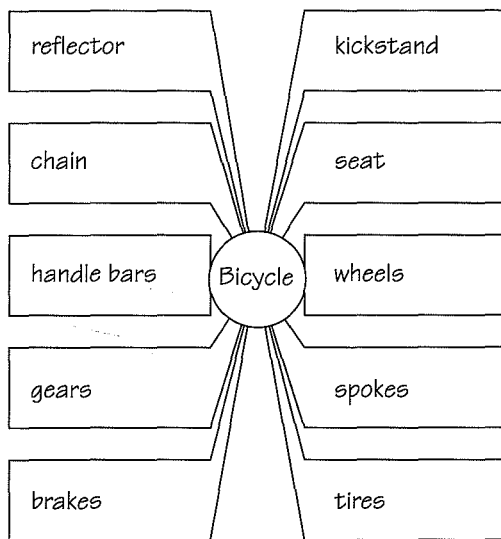 reflector
kickstand
chain
seat
handle bars
Bicycle
wheels
gears
spokes
brakes
tires